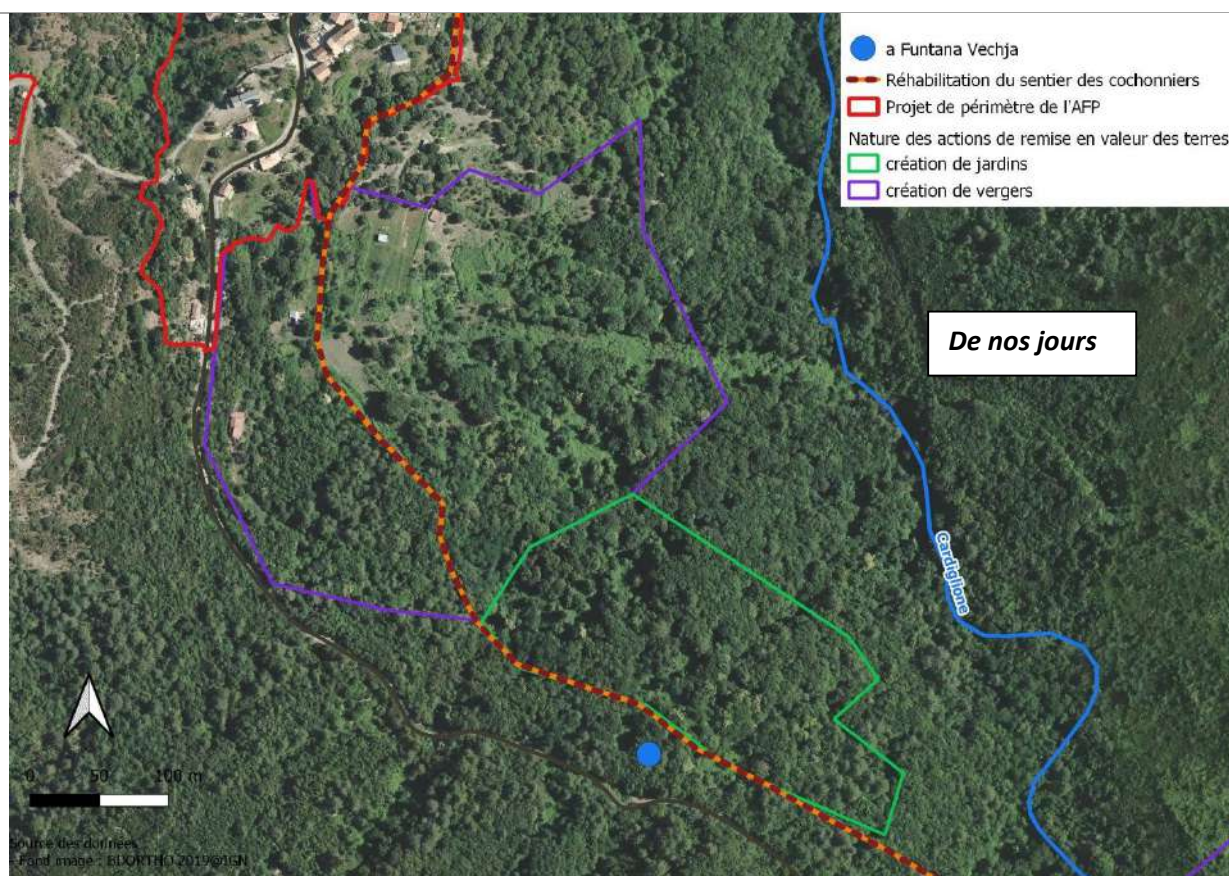 a Funtana Vechja
Réhabilitation du sentier des cochonniers
Projet de périmètre de l'AFP
Nature des actions de remise en valeur des terres
création de jardins
création de vergers
De nos jours
Cardiglione
0 50 100 m
Source des données
- Fond image : BDORTHO 2019@IGN